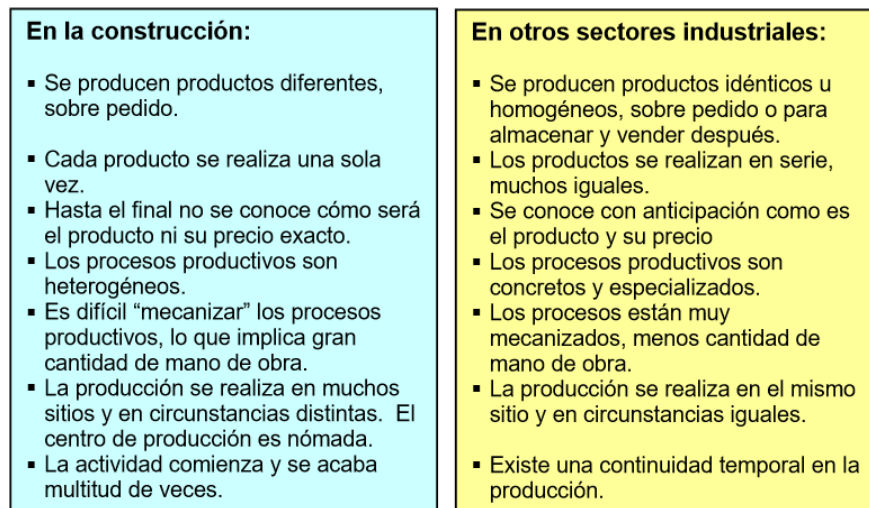 En la construcción:
▪ Se producen productos diferentes,
sobre pedido.
▪ Cada producto se realiza una sola
vez.
▪ Hasta el final no se conoce cómo será
el producto ni su precio exacto.
▪ Los procesos productivos son
heterogéneos.
▪ Es difícil “mecanizar” los procesos
productivos, lo que implica gran
cantidad de mano de obra.
▪ La producción se realiza en muchos
sitios y en circunstancias distintas.  El
centro de producción es nómada.
▪ La actividad comienza y se acaba
multitud de veces.
En otros sectores industriales:
▪ Se producen productos idénticos u
homogéneos, sobre pedido o para
almacenar y vender después.
▪ Los productos se realizan en serie,
muchos iguales.
▪ Se conoce con anticipación como es
el producto y su precio
▪ Los procesos productivos son
concretos y especializados.
▪ Los procesos están muy
mecanizados, menos cantidad de
mano de obra.
▪ La producción se realiza en el mismo
sitio y en circunstancias iguales.
▪ Existe una continuidad temporal en la
producción.